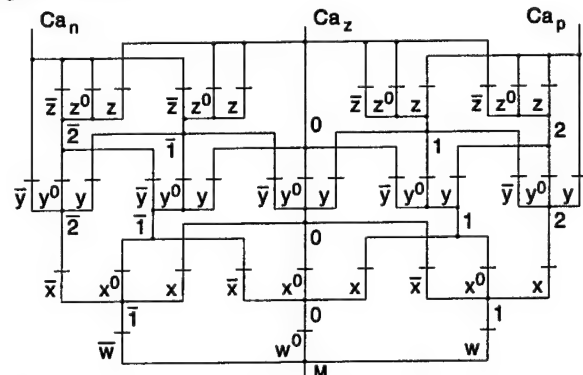 Ca_n Ca_z Ca_p
z̅ z⁰ z z̅ z⁰ z z̅ z⁰ z z̅ z⁰ z
2̅ 1̅ 0 1 2
y̅ y⁰ y y̅ y⁰ y y̅ y⁰ y y̅ y⁰ y y̅ y⁰ y
2̅ 1̅ 0 1 2
x̅ x⁰ x x̅ x⁰ x x̅ x⁰ x
1̅ 0 1
w̅ w⁰ w
M